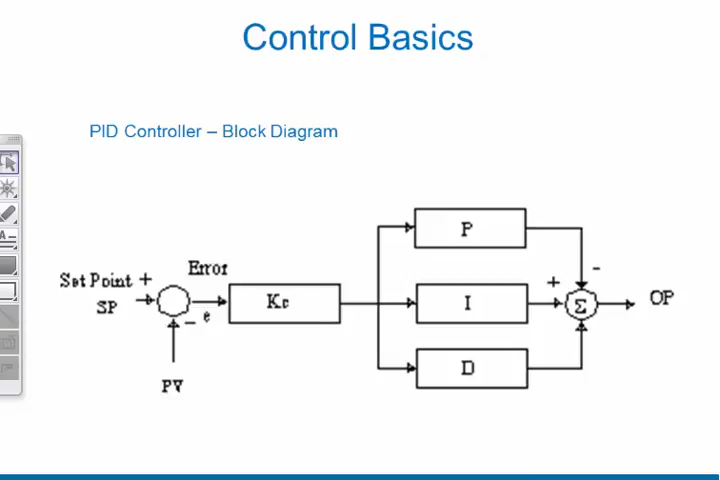 Control Basics
PID Controller – Block Diagram
P
-
Set Point +
SP
Error
e
-
Kc
I
+
Σ
OP
D
PV
A